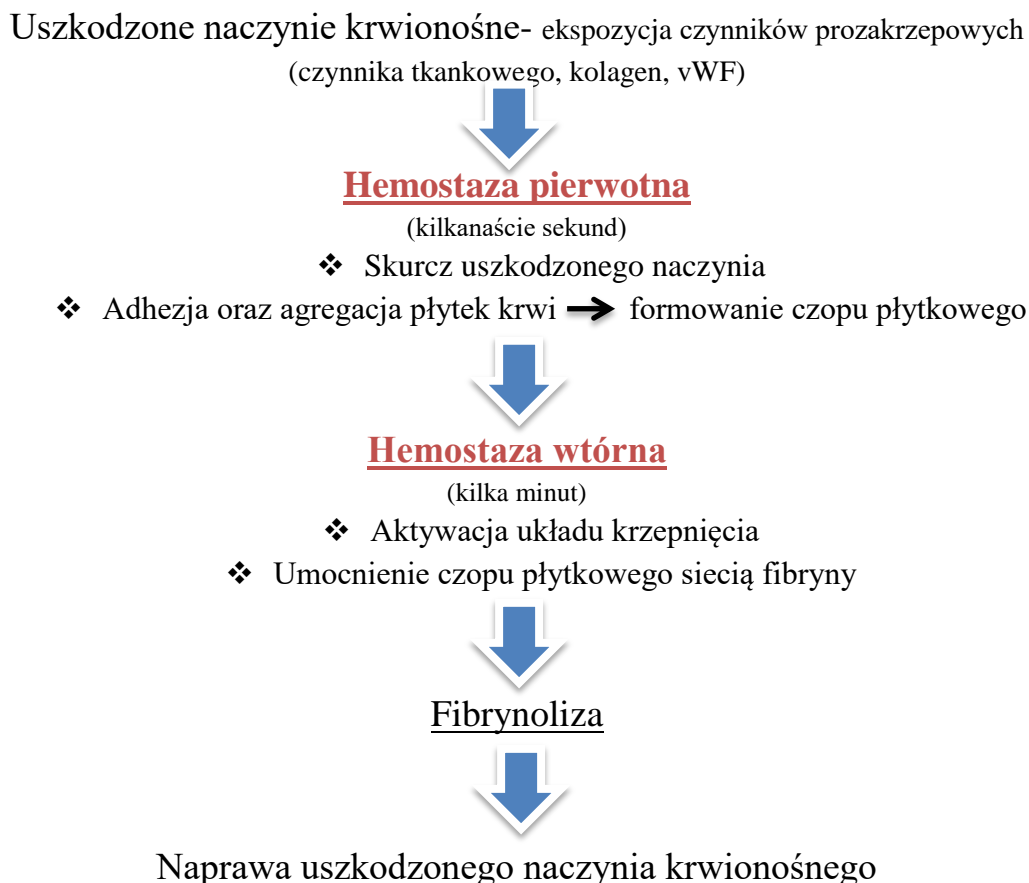 Uszkodzone naczynie krwionośne- ekspozycja czynników prozakrzepowych
(czynnika tkankowego, kolagen, vWF)
Hemostaza pierwotna
(kilkanaście sekund)
❖ Skurcz uszkodzonego naczynia
❖ Adhezja oraz agregacja płytek krwi → formowanie czopu płytkowego
Hemostaza wtórna
(kilka minut)
❖ Aktywacja układu krzepnięcia
❖ Umocnienie czopu płytkowego siecią fibryny
Fibrynoliza
Naprawa uszkodzonego naczynia krwionośnego